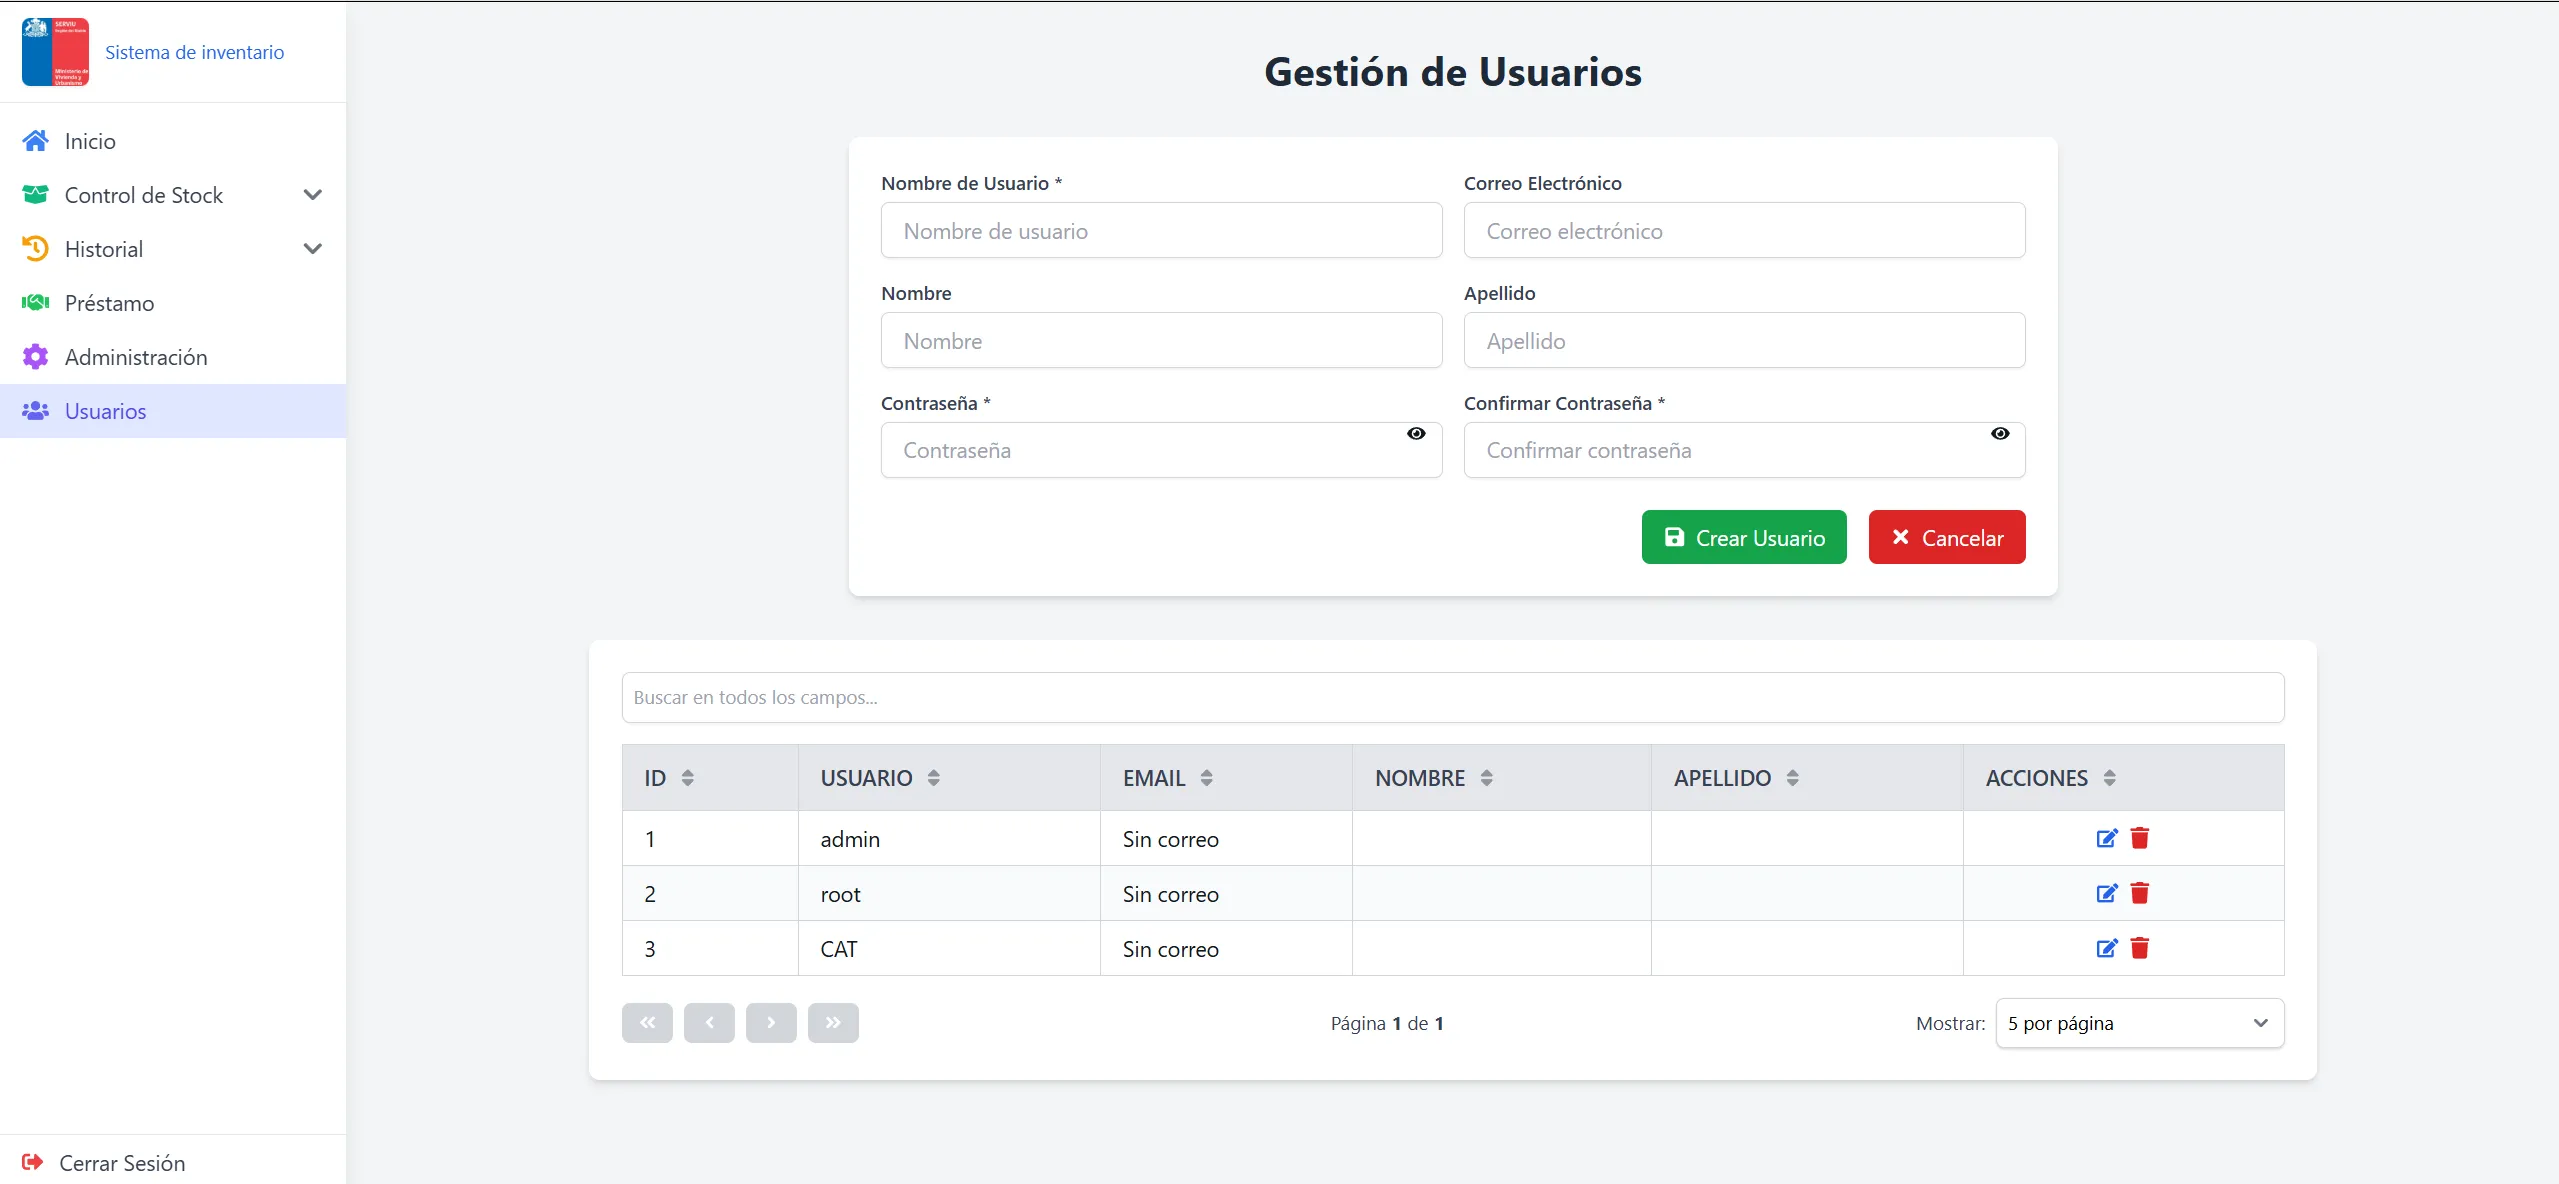 SERVIU
Ministerio de
Vivienda y
Urbanismo
Sistema de inventario
Inicio
Control de Stock
Historial
Préstamo
Administración
Usuarios
Cerrar Sesión
Gestión de Usuarios
Nombre de Usuario * Correo Electrónico
Nombre de usuario Correo electrónico
Nombre Apellido
Nombre Apellido
Contraseña * Confirmar Contraseña *
Contraseña Confirmar contraseña
Crear Usuario Cancelar
Buscar en todos los campos...
ID USUARIO EMAIL NOMBRE APELLIDO ACCIONES
1 admin Sin correo
2 root Sin correo
3 CAT Sin correo
Página 1 de 1 Mostrar: 5 por página